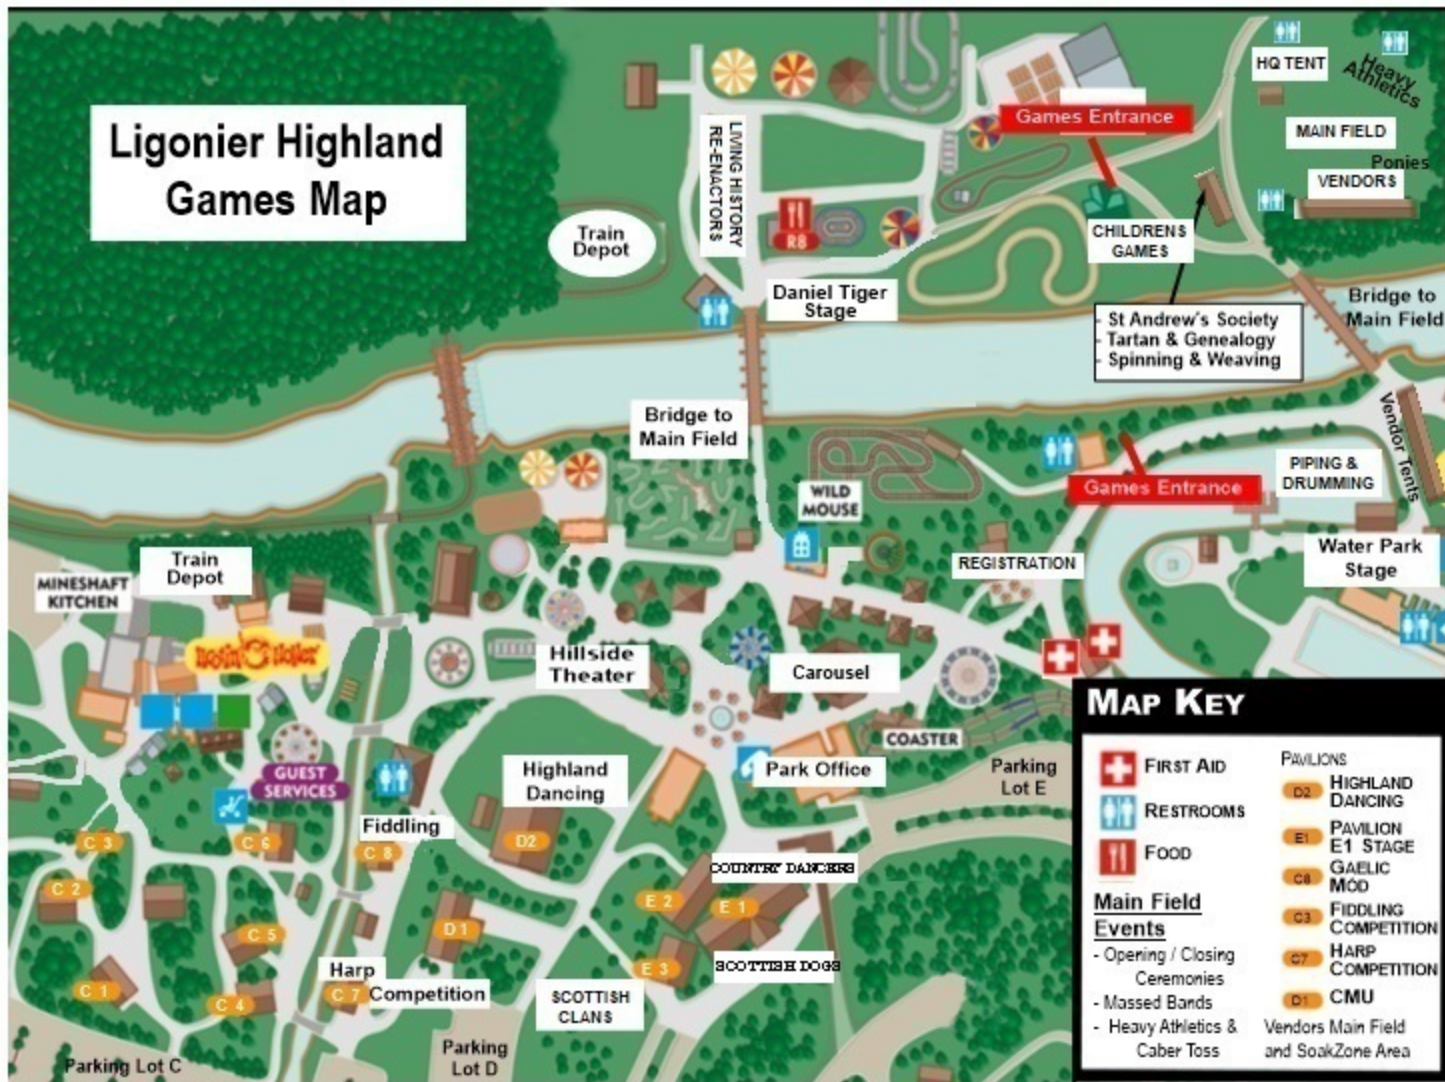 Ligonier Highland
Games Map
HQ TENT
Heavy
Athletics
MAIN FIELD
Ponies
VENDORS
Games Entrance
LIVING HISTORY
RE-ENACTORS
R8
Train
Depot
CHILDRENS
GAMES
Daniel Tiger
Stage
- St Andrew's Society
- Tartan & Genealogy
- Spinning & Weaving
Bridge to
Main Field
Bridge to
Main Field
Vendor Tents
WILD
MOUSE
Games Entrance
PIPING &
DRUMMING
REGISTRATION
Water Park
Stage
Train
Depot
MINESHAFT
KITCHEN
Hillside
Theater
Carousel
COASTER
GUEST
SERVICES
Highland
Dancing
Park Office
Parking
Lot E
Fiddling
C 3
C 6
C 8
D2
COUNTRY DANCERS
C 2
E 2
E 1
C 5
D1
E 3
SCOTTISH DOGS
Harp
C 7 Competition
C 1
C 4
SCOTTISH
CLANS
Parking Lot C
Parking
Lot D
MAP KEY
FIRST AID
RESTROOMS
FOOD
Main Field
Events
- Opening / Closing
Ceremonies
- Massed Bands
- Heavy Athletics &
Caber Toss
PAVILIONS
D2 HIGHLAND
DANCING
E1 PAVILION
E1 STAGE
C8 GAELIC
MÓD
C3 FIDDLING
COMPETITION
C7 HARP
COMPETITION
D1 CMU
Vendors Main Field
and SoakZone Area